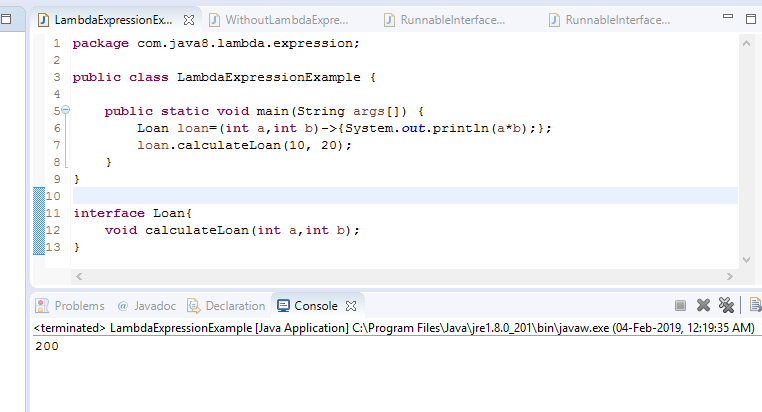 LambdaExpressionEx... WithoutLambdaExpre... RunnableInterface... RunnableInterface...
1 package com.java8.lambda.expression;
2
3 public class LambdaExpressionExample {
4
5 public static void main(String args[]) {
6 Loan loan=(int a,int b)->{System.out.println(a*b);};
7 loan.calculateLoan(10, 20);
8 }
9 }
10
11 interface Loan{
12 void calculateLoan(int a,int b);
13 }
Problems @ Javadoc Declaration Console
<terminated> LambdaExpressionExample [Java Application] C:\Program Files\Java\jre1.8.0_201\bin\javaw.exe (04-Feb-2019, 12:19:35 AM)
200